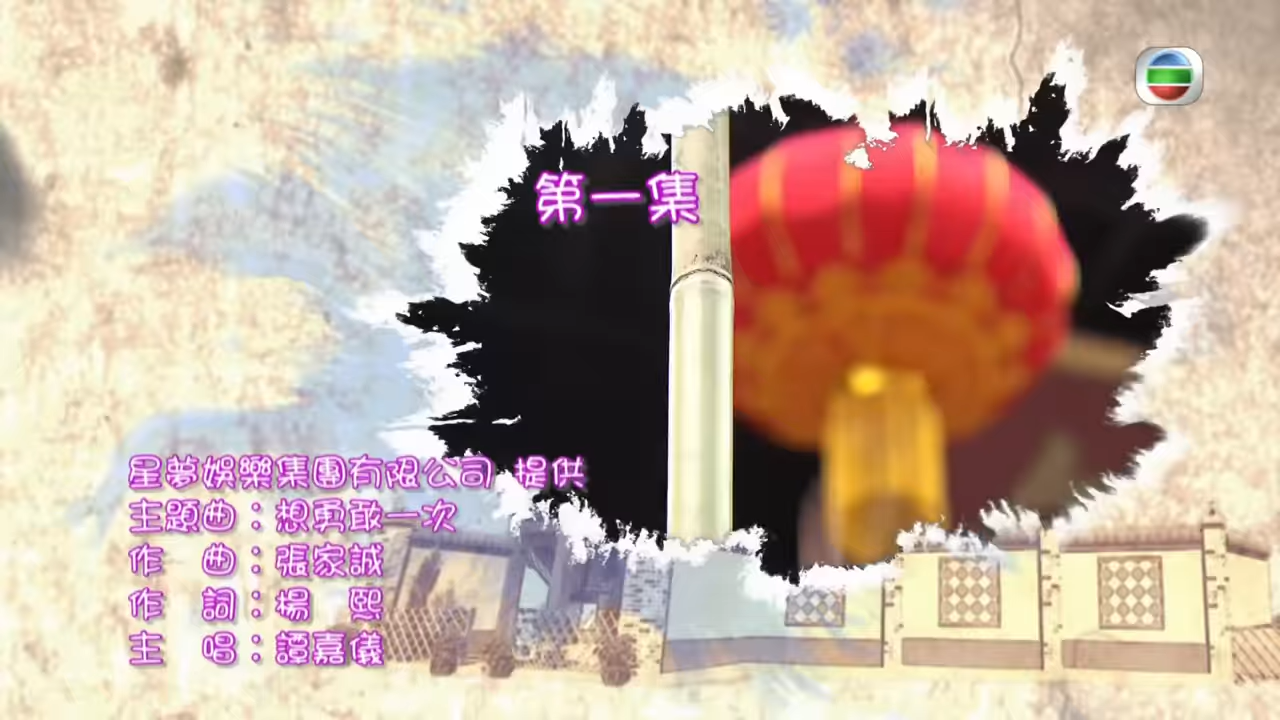 第一集
星夢娛樂集團有限公司 提供
主題曲：想勇敢一次
作　曲：張家誠
作　詞：楊　熙
主　唱：譚嘉儀